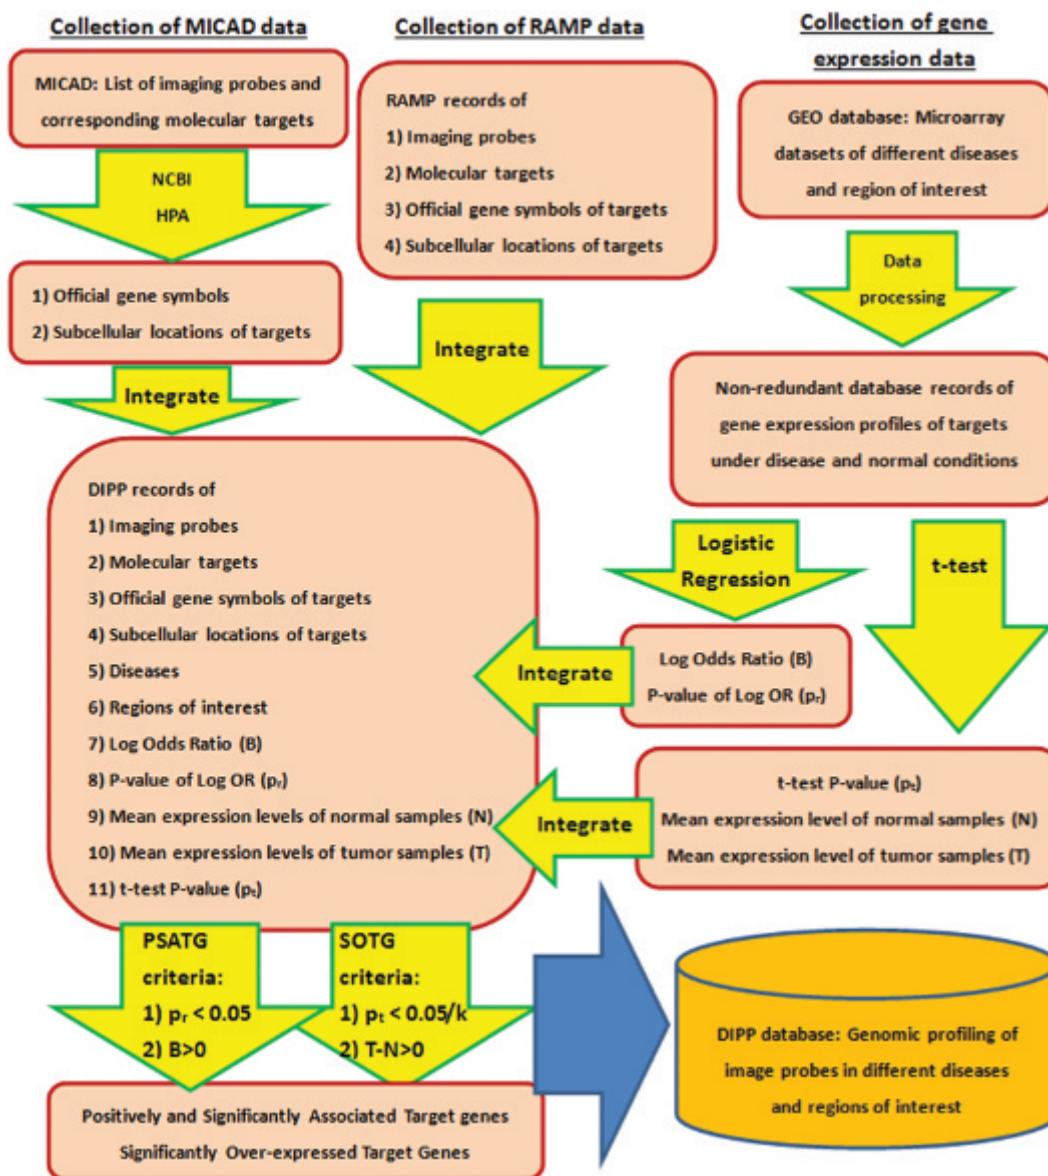 Collection of MICAD data
MICAD: List of imaging probes and
corresponding molecular targets
NCBI
HPA
1) Official gene symbols
2) Subcellular locations of targets
Integrate
Collection of RAMP data
RAMP records of
1) Imaging probes
2) Molecular targets
3) Official gene symbols of targets
4) Subcellular locations of targets
Integrate
Collection of gene
expression data
GEO database: Microarray
datasets of different diseases
and region of interest
Data
processing
Non-redundant database records of
gene expression profiles of targets
under disease and normal conditions
Logistic
Regression
t-test
Log Odds Ratio (B)
P-value of Log OR (pᵣ)
Integrate
t-test P-value (pₜ)
Mean expression level of normal samples (N)
Mean expression level of tumor samples (T)
Integrate
DIPP records of
1) Imaging probes
2) Molecular targets
3) Official gene symbols of targets
4) Subcellular locations of targets
5) Diseases
6) Regions of interest
7) Log Odds Ratio (B)
8) P-value of Log OR (pᵣ)
9) Mean expression levels of normal samples (N)
10) Mean expression levels of tumor samples (T)
11) t-test P-value (pₜ)
PSATG
criteria:
1) pᵣ < 0.05
2) B>0
SOTG
criteria:
1) pₜ < 0.05/k
2) T-N>0
Positively and Significantly Associated Target genes
Significantly Over-expressed Target Genes
DIPP database: Genomic profiling of
image probes in different diseases
and regions of interest